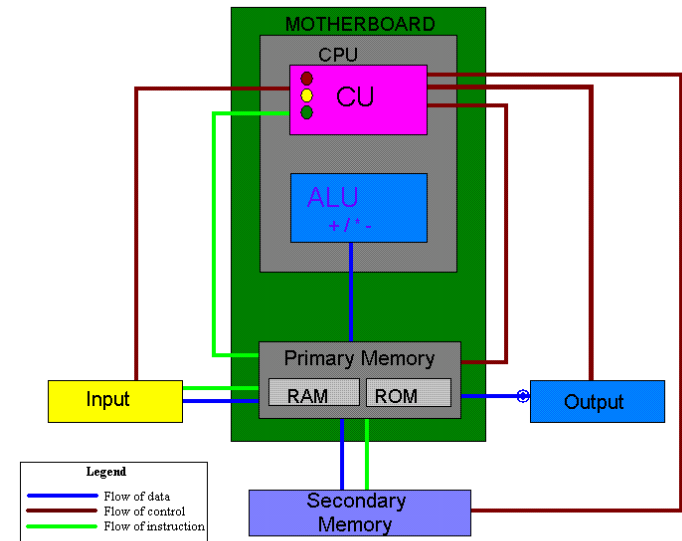 MOTHERBOARD
CPU
CU
ALU
+ / * -
Primary Memory
RAM
ROM
Input
Output
Secondary
Memory
Legend
Flow of data
Flow of control
Flow of instruction